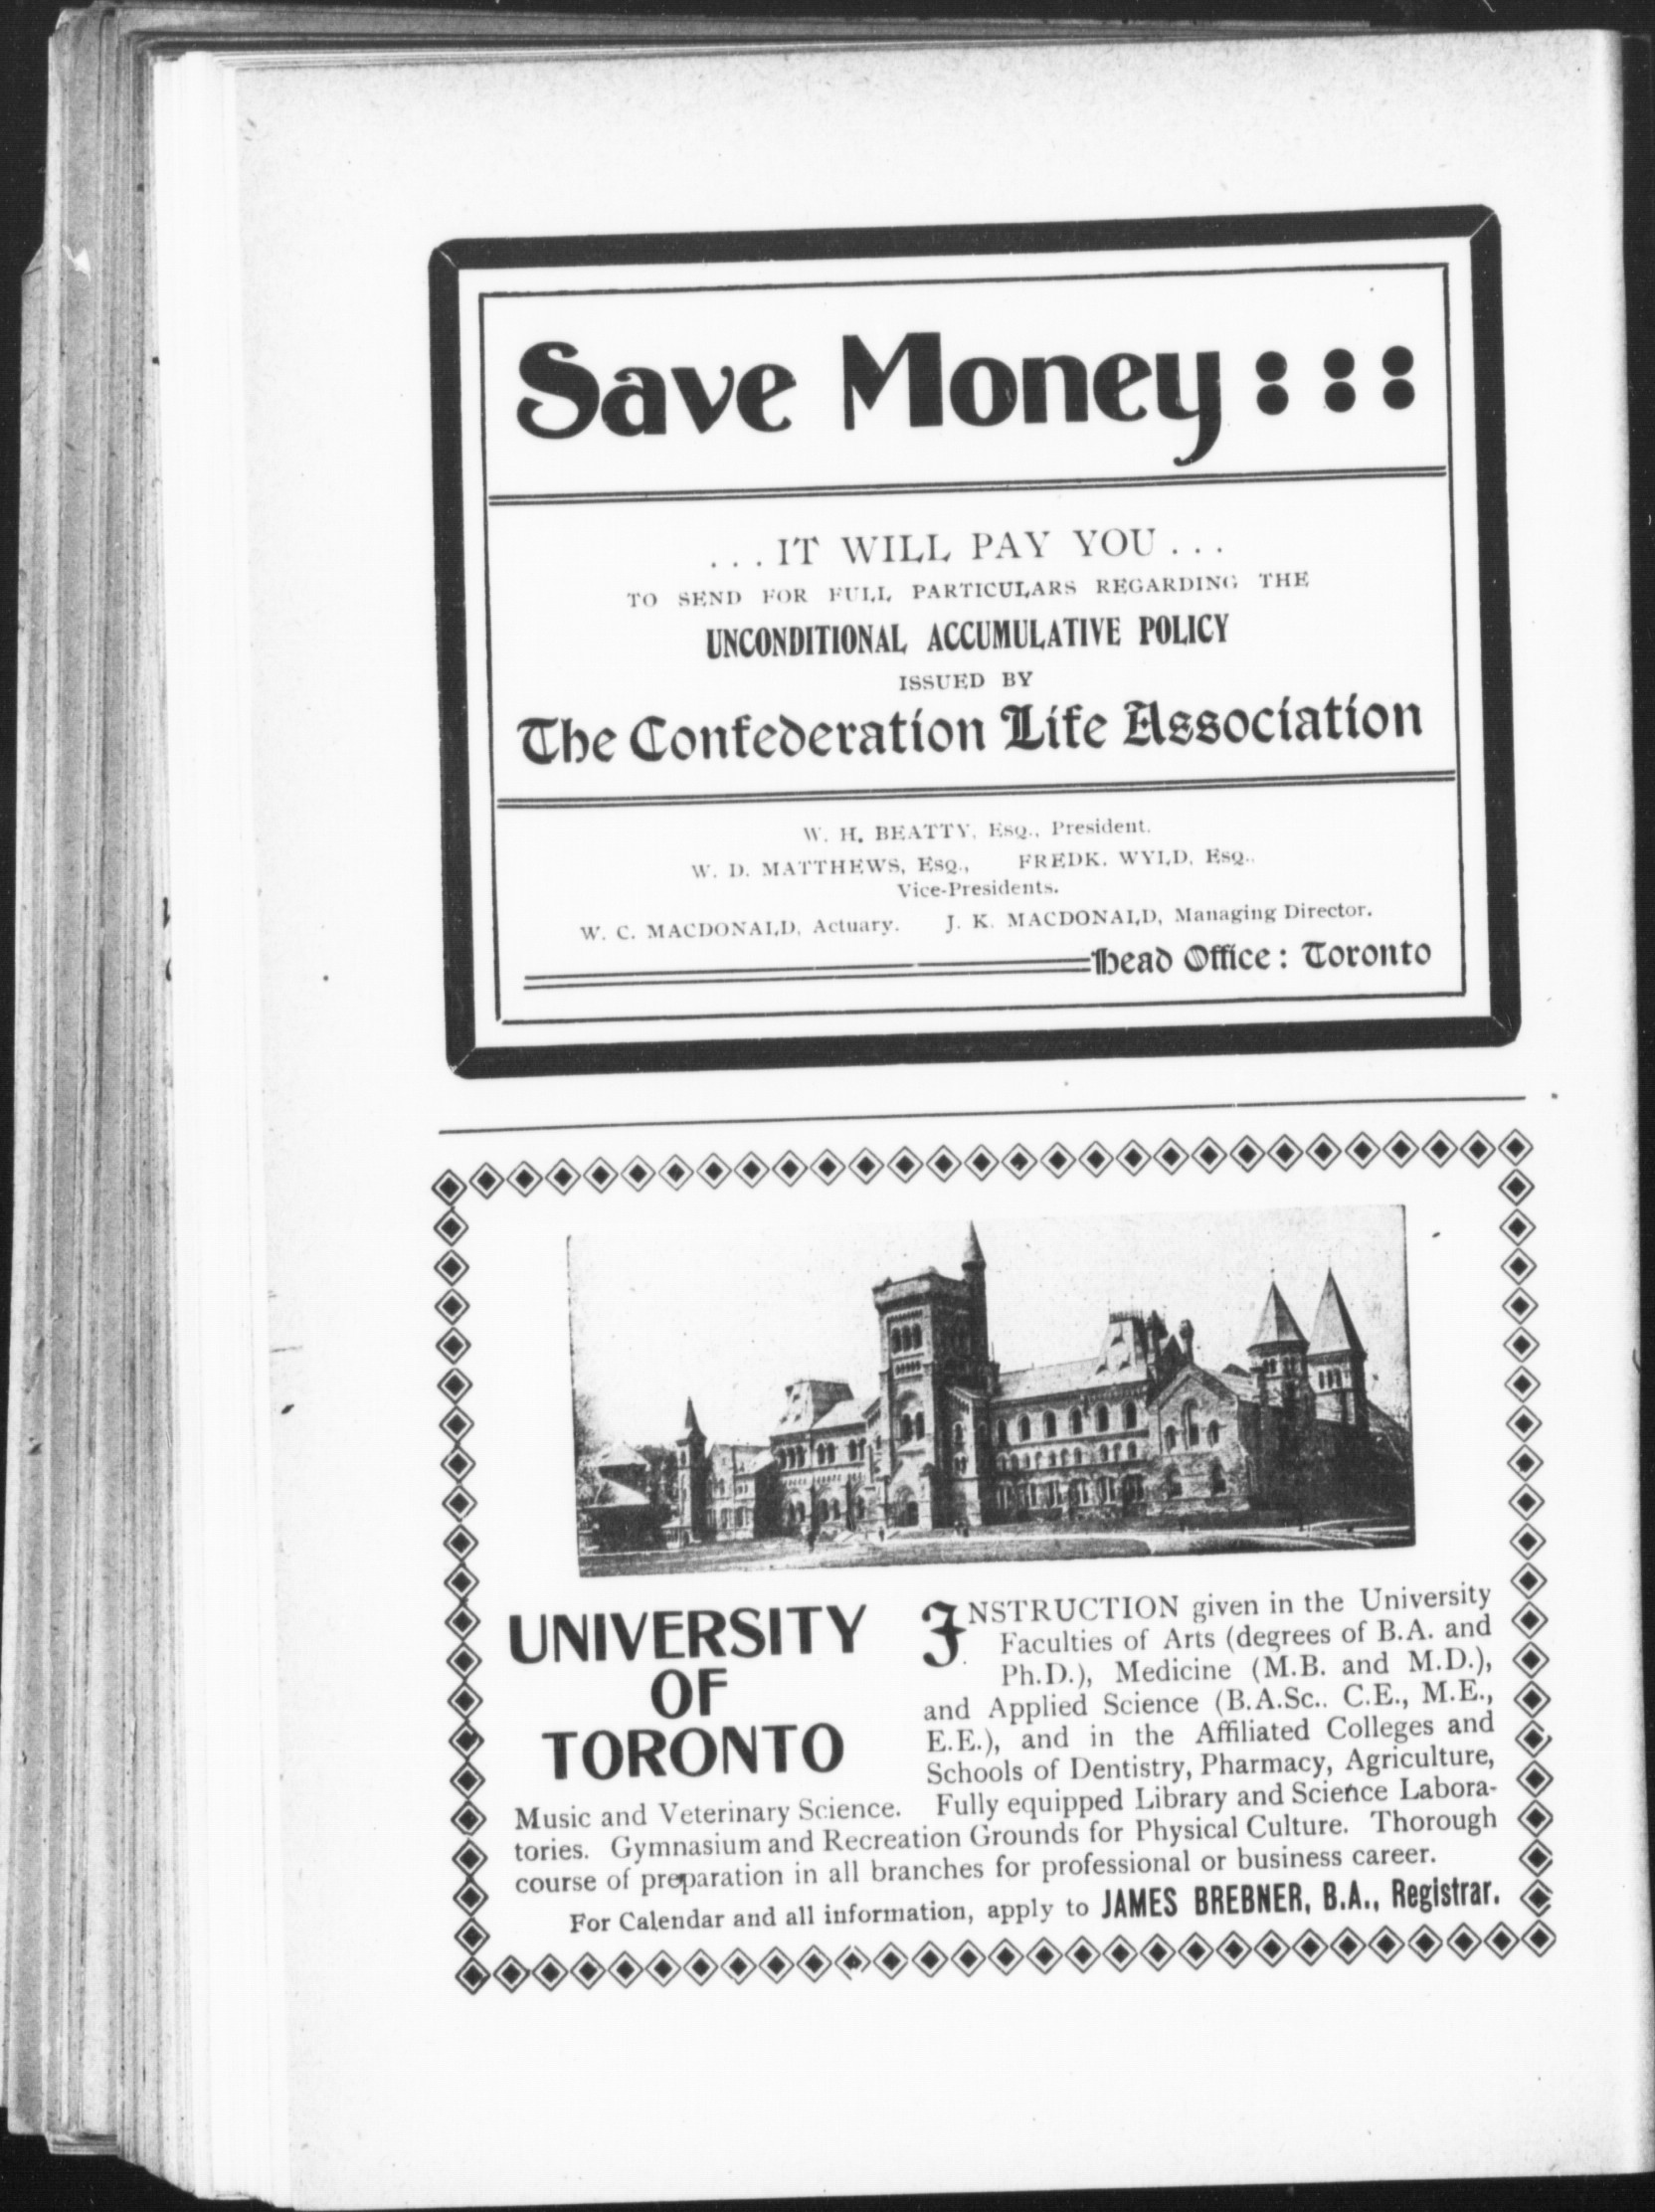 Save Money : : :
. . . IT WILL PAY YOU . . .
TO SEND FOR FULL PARTICULARS REGARDING THE
UNCONDITIONAL ACCUMULATIVE POLICY
ISSUED BY
The Confederation Life Association
W. H. BEATTY, Esq., President.
W. D. MATTHEWS, Esq., FREDK. WYLD, Esq..
Vice-Presidents.
W. C. MACDONALD, Actuary. J. K. MACDONALD, Managing Director.
Head Office : Toronto
UNIVERSITY
OF
TORONTO
INSTRUCTION given in the University
Faculties of Arts (degrees of B.A. and
Ph.D.), Medicine (M.B. and M.D.),
and Applied Science (B.A.Sc.. C.E., M.E.,
E.E.), and in the Affiliated Colleges and
Schools of Dentistry, Pharmacy, Agriculture,
Music and Veterinary Science. Fully equipped Library and Science Labora-
tories. Gymnasium and Recreation Grounds for Physical Culture. Thorough
course of preparation in all branches for professional or business career.
For Calendar and all information, apply to JAMES BREBNER, B.A., Registrar.